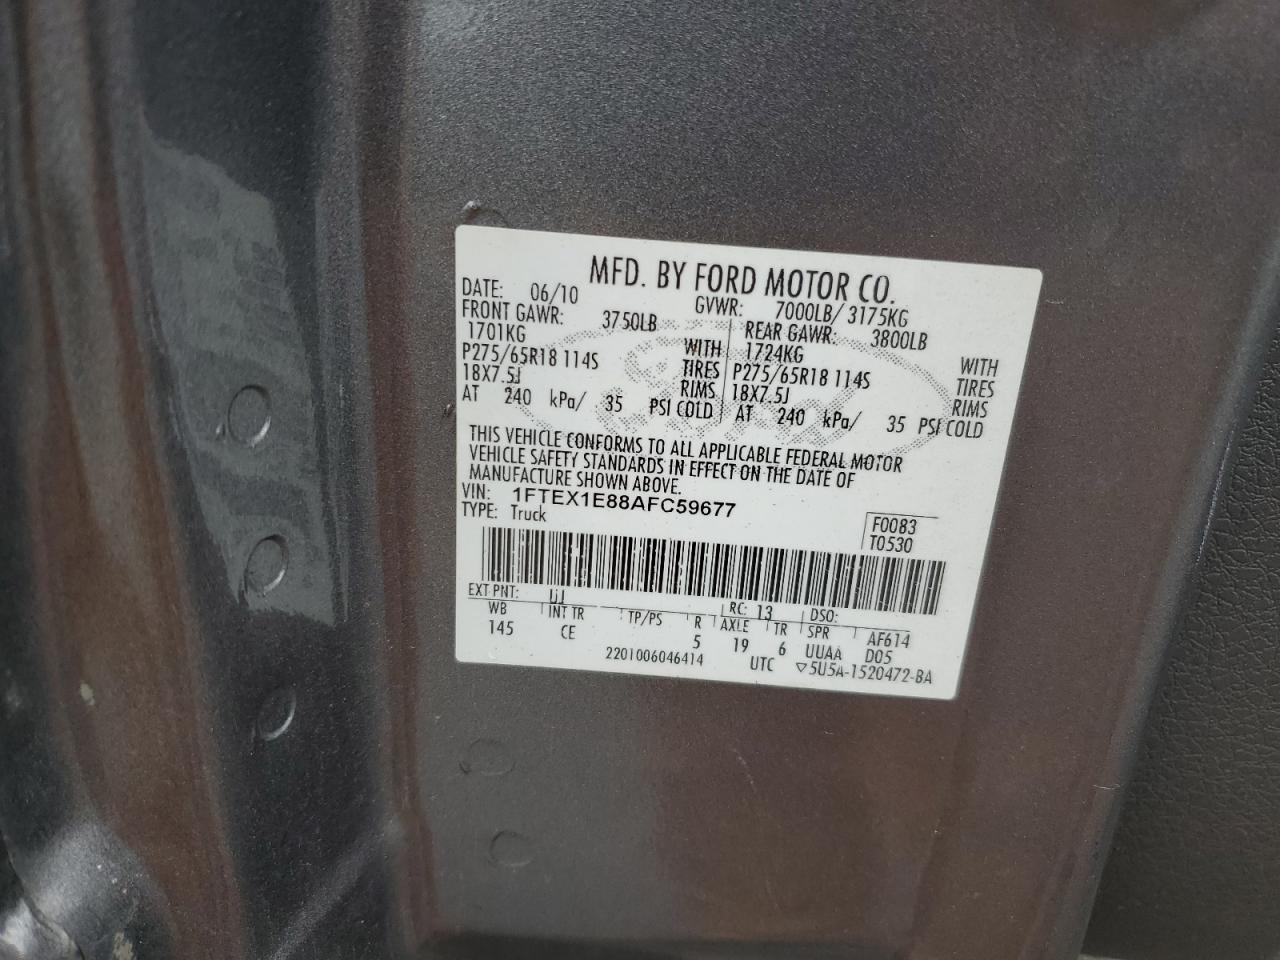 MFD. BY FORD MOTOR CO.
DATE: 06/10 GVWR: 7000LB/ 3175KG
FRONT GAWR: 3750LB REAR GAWR: 3800LB
1701KG WITH 1724KG WITH
P275/65R18 114S TIRES P275/65R18 114S TIRES
18X7.5J RIMS 18X7.5J RIMS
AT 240 kPa/ 35 PSI COLD AT 240 kPa/ 35 PSI COLD
THIS VEHICLE CONFORMS TO ALL APPLICABLE FEDERAL MOTOR
VEHICLE SAFETY STANDARDS IN EFFECT ON THE DATE OF
MANUFACTURE SHOWN ABOVE.
VIN: 1FTEX1E88AFC59677
TYPE: Truck F0083
T0530
EXT PNT: UJ RC: 13 DSO:
WB INT TR TP/PS R AXLE TR SPR AF614
145 CE 5 19 6 UUAA D05
2201006046414 UTC ▽5U5A-1520472-BA